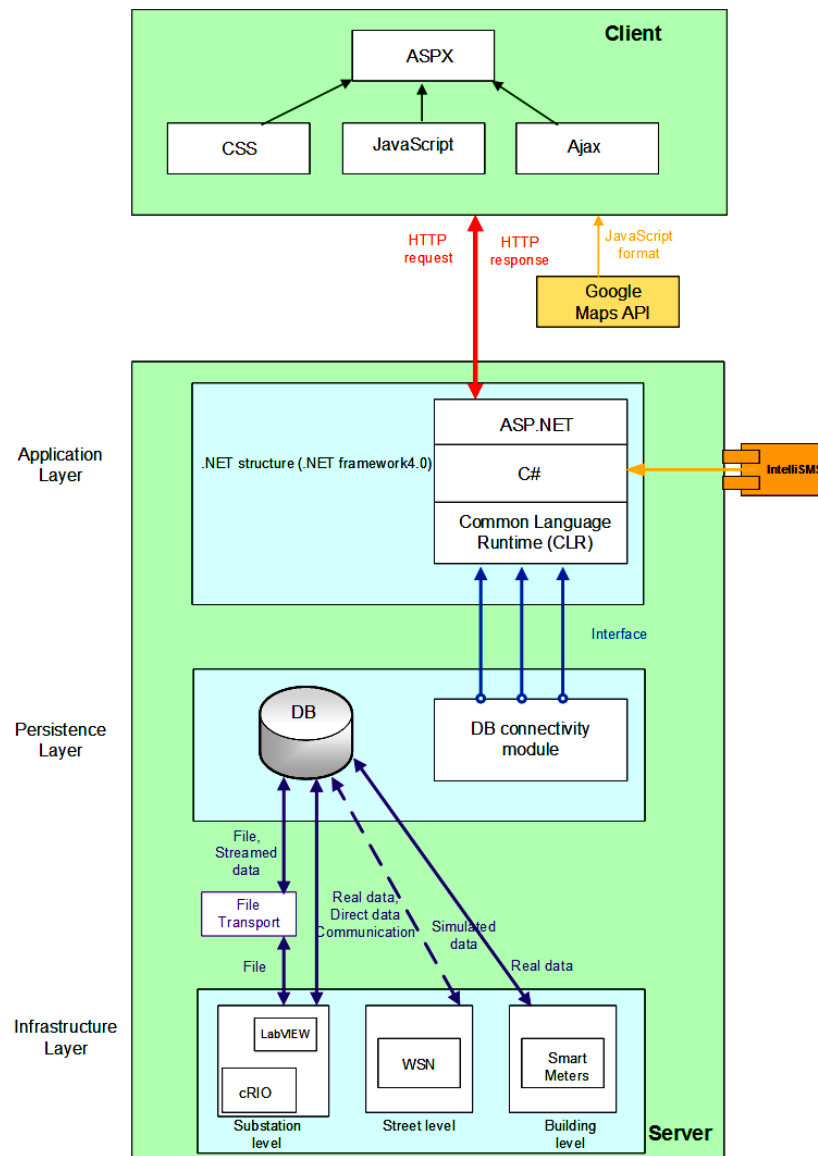 Client
ASPX
CSS
JavaScript
Ajax
HTTP
request
HTTP
response
JavaScript
format
Google
Maps API
Application
Layer
.NET structure (.NET framework4.0)
ASP.NET
C#
Common Language
Runtime (CLR)
IntelliSMS
Interface
Persistence
Layer
DB
DB connectivity
module
File,
Streamed
data
File
Transport
File
Real data,
Direct data
Communication
Simulated
data
Real data
Infrastructure
Layer
LabVIEW
cRIO
Substation
level
WSN
Street level
Smart
Meters
Building
level
Server